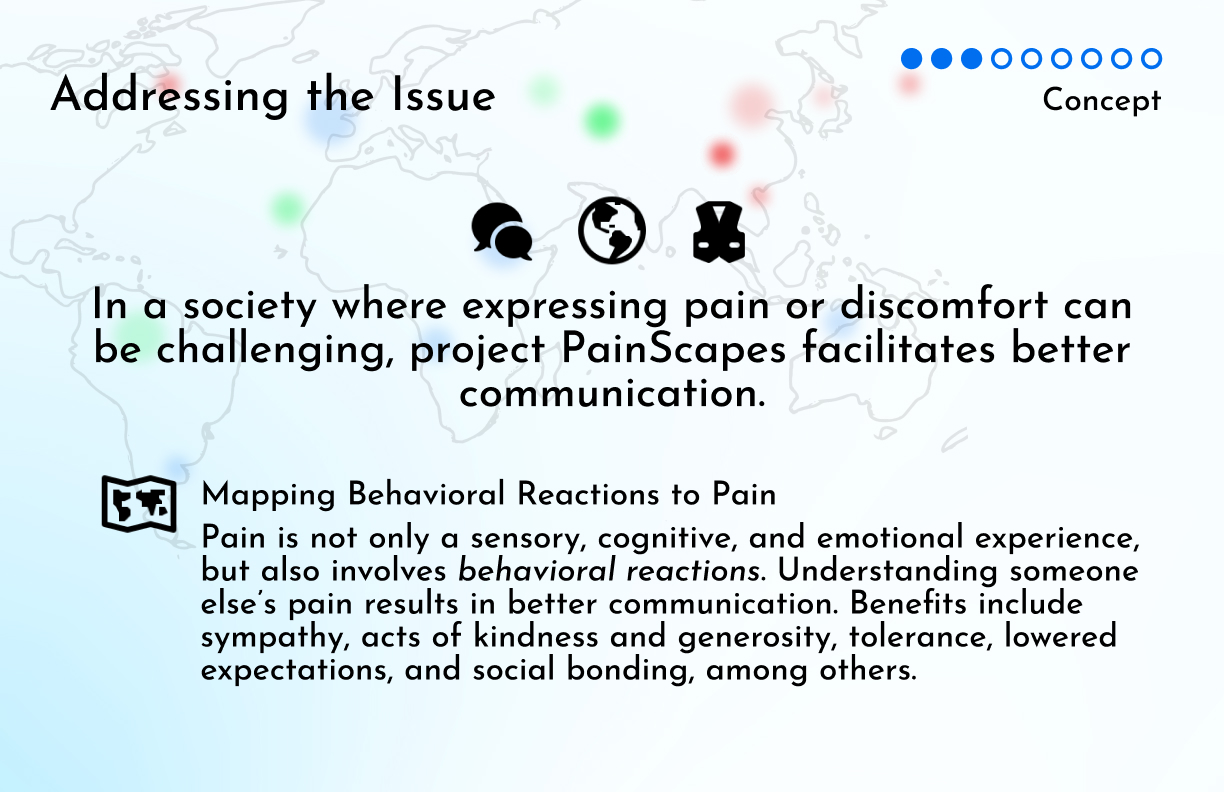 Addressing the Issue
Concept
In a society where expressing pain or discomfort can
be challenging, project PainScapes facilitates better
communication.
Mapping Behavioral Reactions to Pain
Pain is not only a sensory, cognitive, and emotional experience,
but also involves behavioral reactions. Understanding someone
else’s pain results in better communication. Benefits include
sympathy, acts of kindness and generosity, tolerance, lowered
expectations, and social bonding, among others.